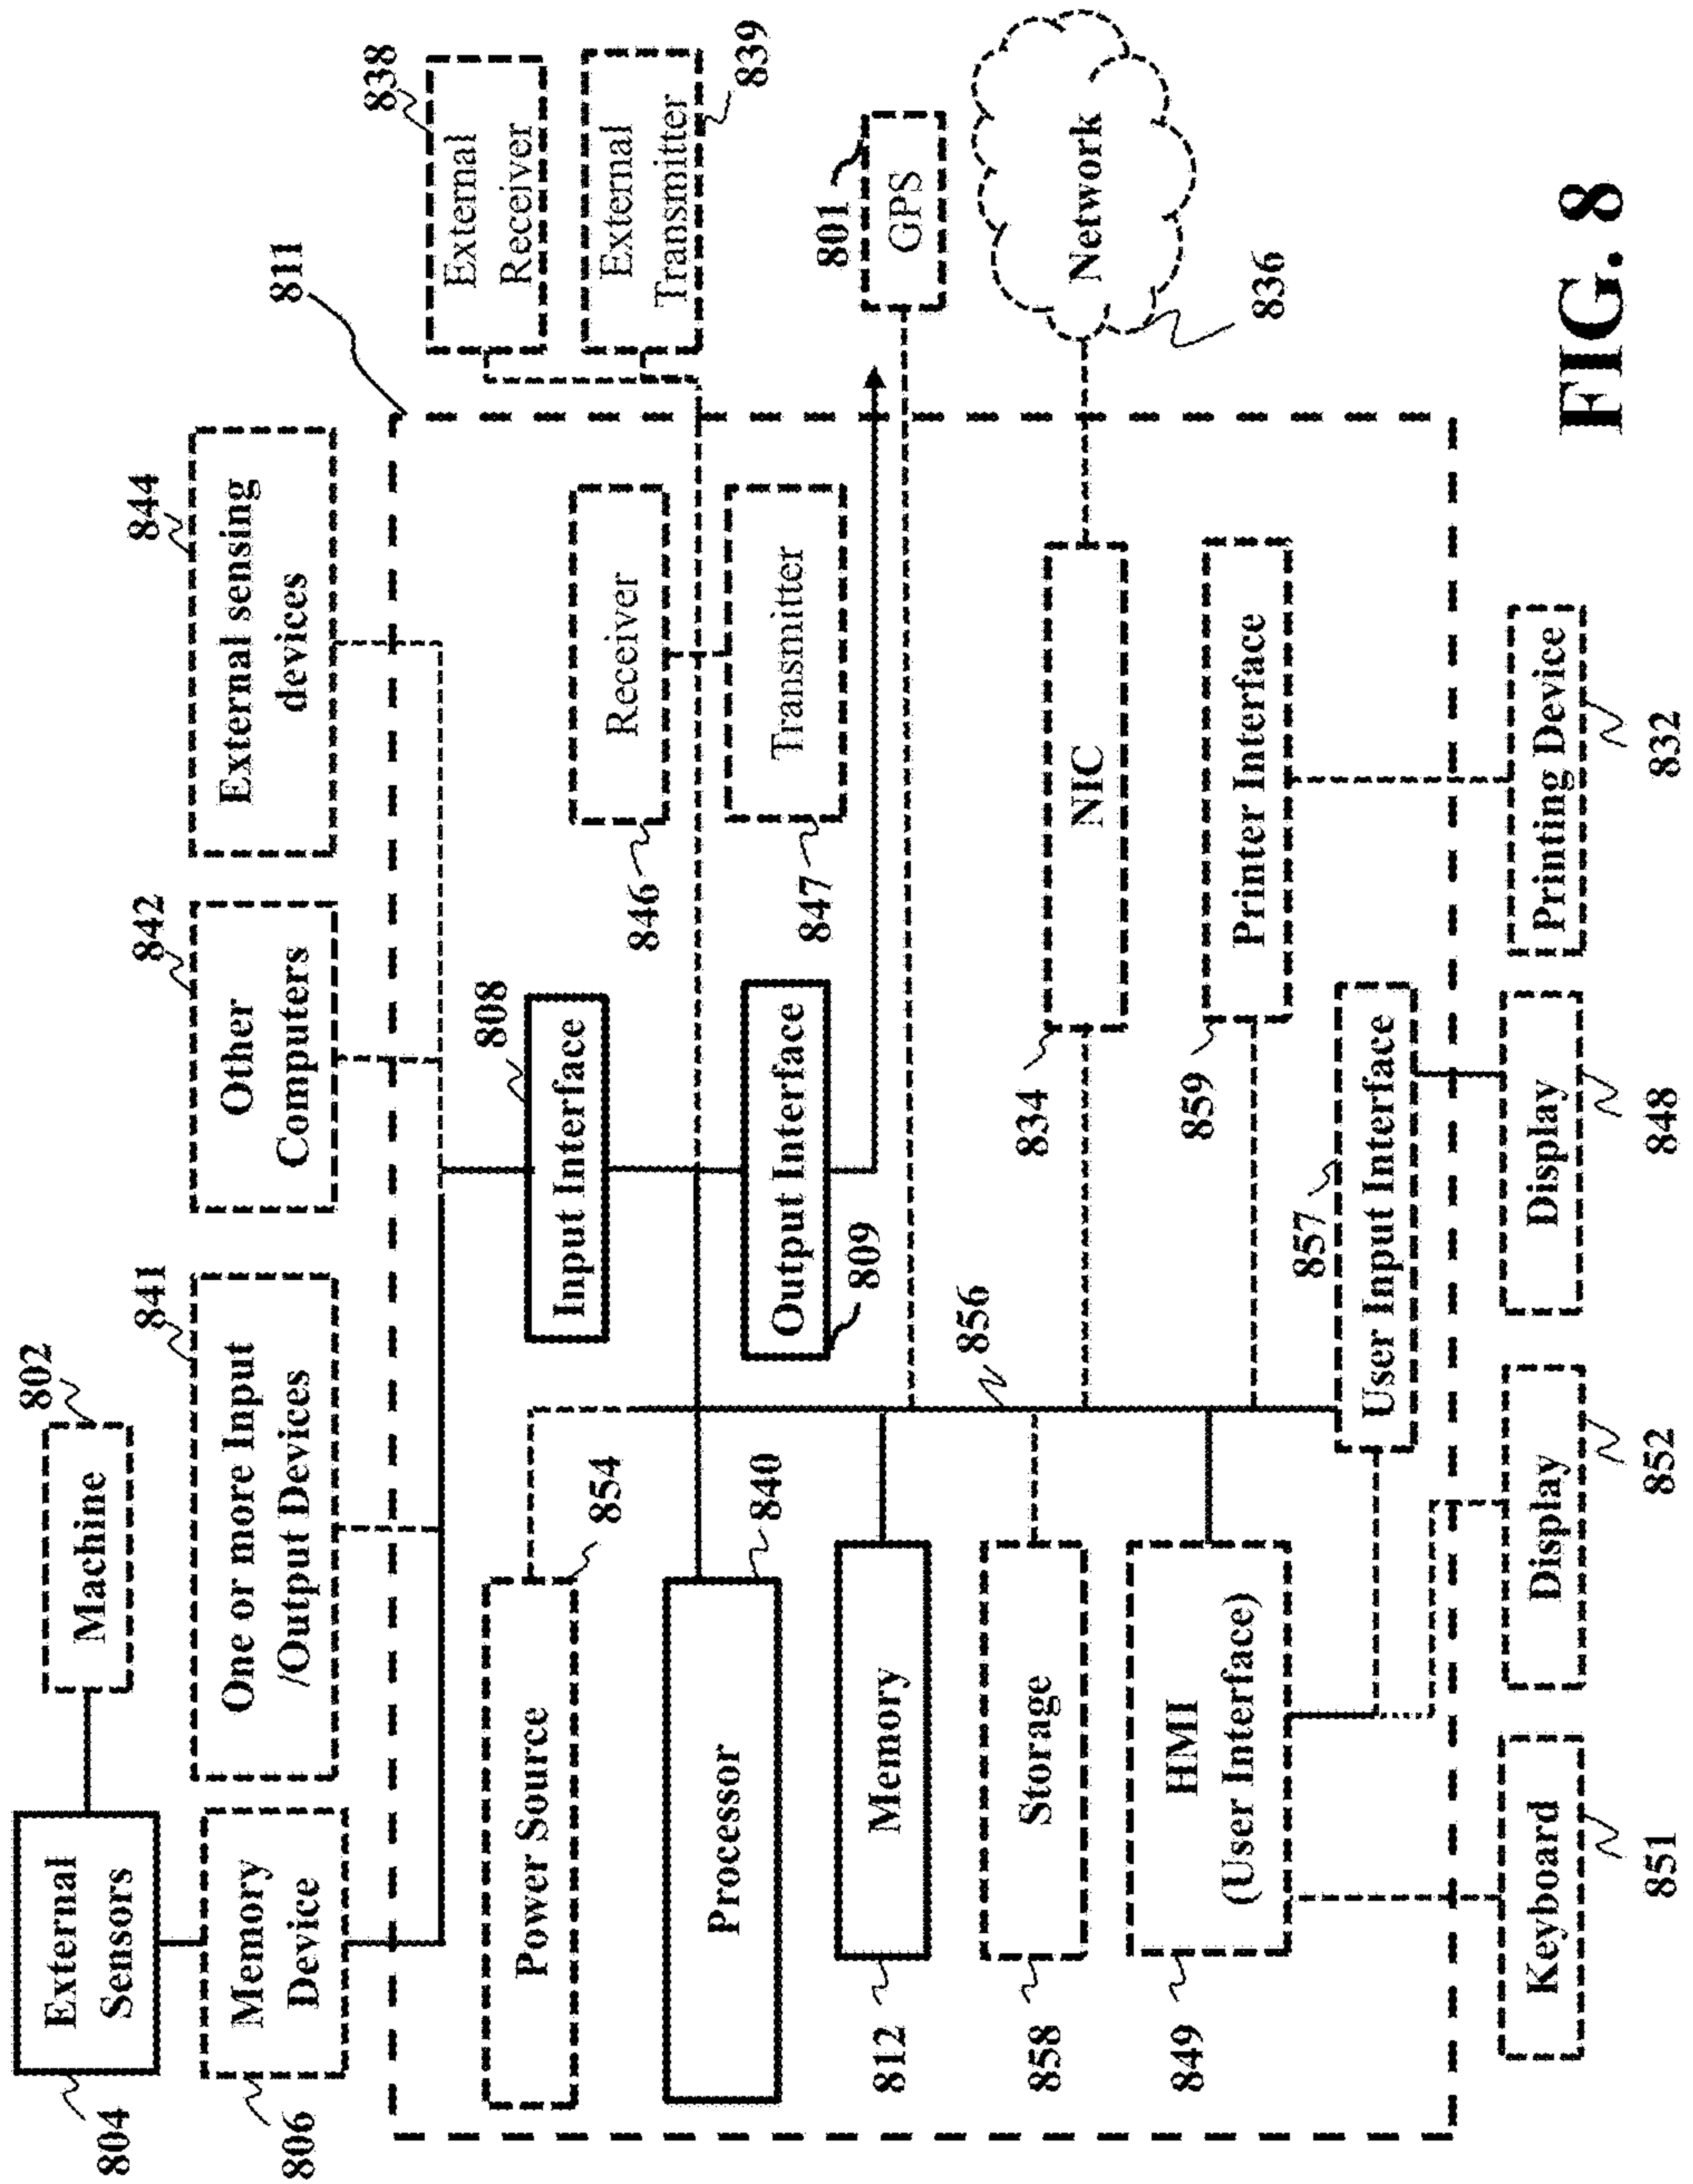 802
804
External
Sensors
Machine
806
Memory
Device
841
One or more Input
/Output Devices
842
Other
Computers
844
External sensing
devices
811
838
External
Receiver
External
Transmitter
839
Power Source
854
Input Interface
808
Receiver
846
Processor
840
Output Interface
809
Transmitter
847
801
GPS
812
Memory
856
858
Storage
834
NIC
Network
836
849
HMI
(User Interface)
859
Printer Interface
857
User Input Interface
Keyboard
851
Display
852
Display
848
Printing Device
832
FIG. 8